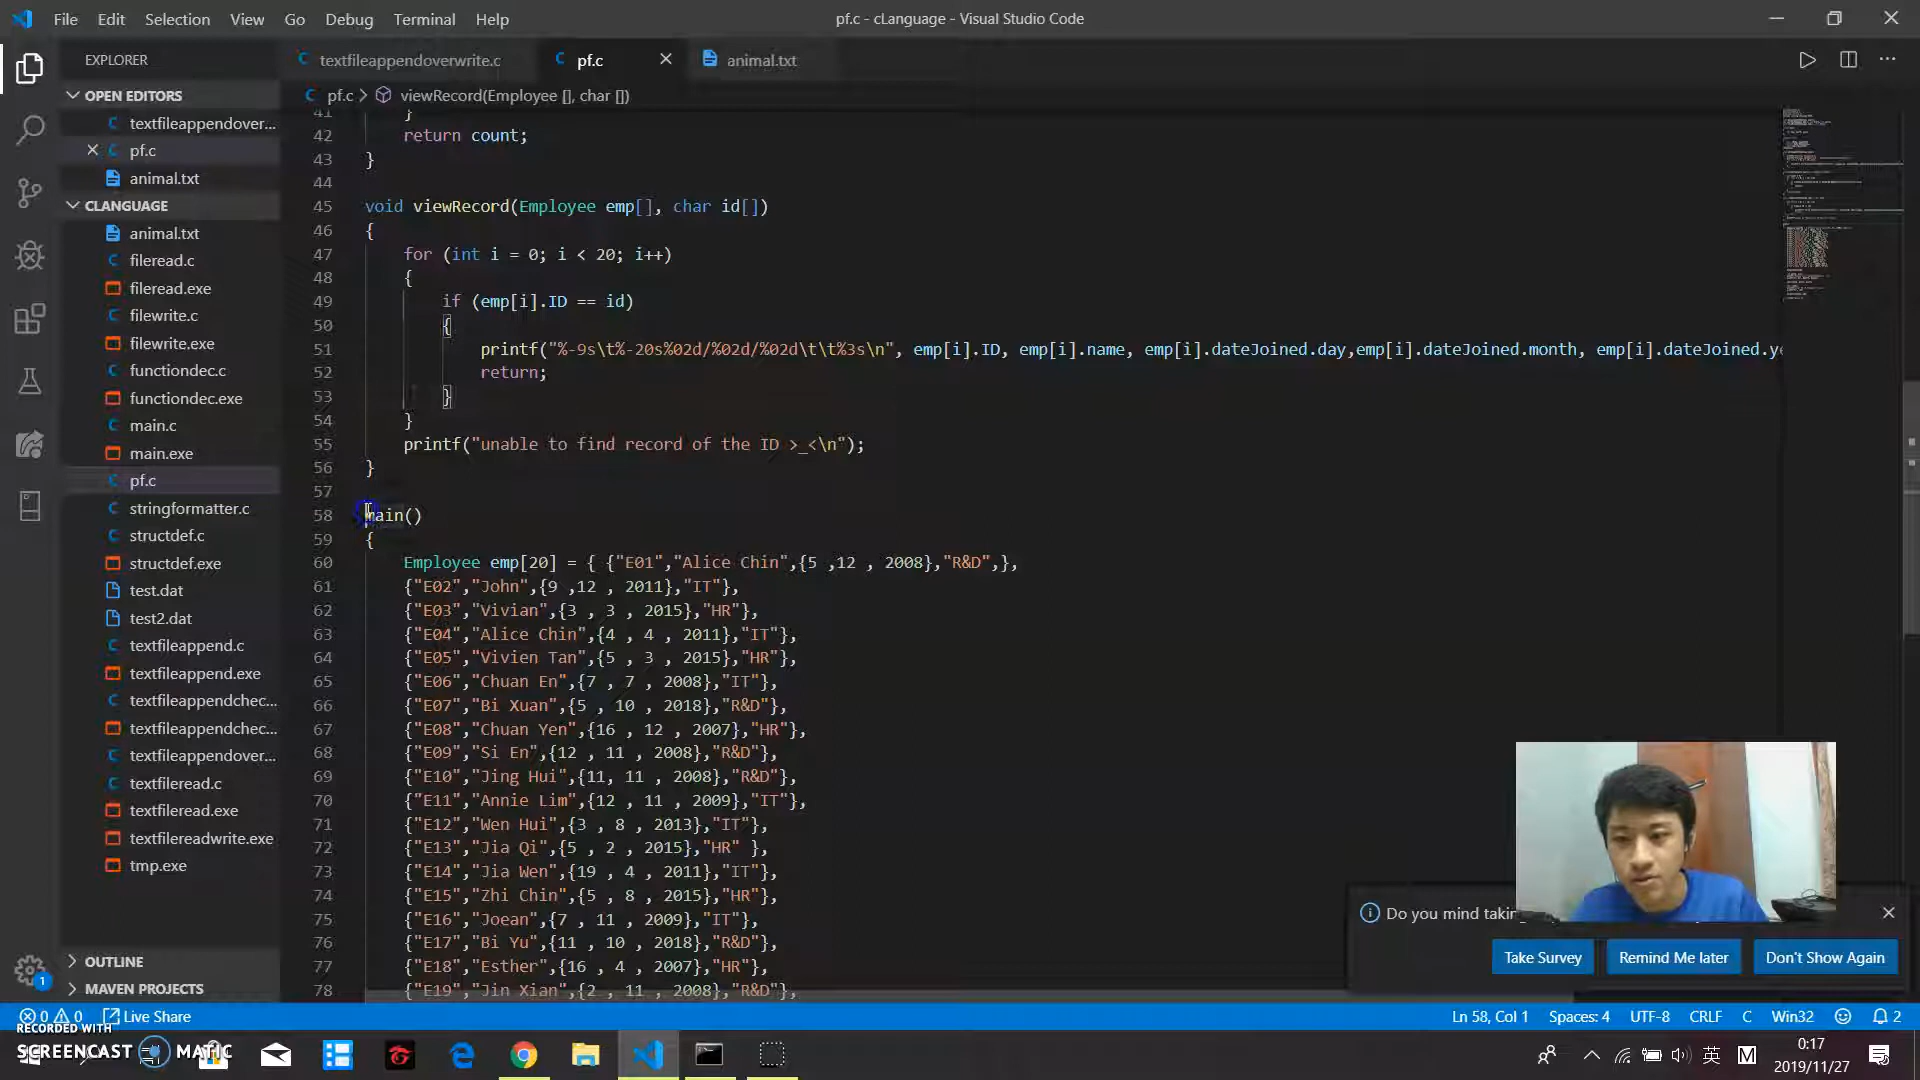 File Edit Selection View Go Debug Terminal Help
pf.c - cLanguage - Visual Studio Code
EXPLORER
textfileappendoverwrite.c
pf.c
animal.txt
OPEN EDITORS
pf.c > viewRecord(Employee [], char [])
textfileappendover...
pf.c
animal.txt
CLANGUAGE
animal.txt
fileread.c
fileread.exe
filewrite.c
filewrite.exe
functiondec.c
functiondec.exe
main.c
main.exe
pf.c
stringformatter.c
structdef.c
structdef.exe
test.dat
test2.dat
textfileappend.c
textfileappend.exe
textfileappendchec...
textfileappendchec...
textfileappendover...
textfileread.c
textfileread.exe
textfilereadwrite.exe
tmp.exe
OUTLINE
MAVEN PROJECTS
41 }
42 return count;
43 }
44
45 void viewRecord(Employee emp[], char id[])
46 {
47 for (int i = 0; i < 20; i++)
48 {
49 if (emp[i].ID == id)
50 {
51 printf("%-9s\t%-20s%02d/%02d/%02d\t\t%3s\n", emp[i].ID, emp[i].name, emp[i].dateJoined.day,emp[i].dateJoined.month, emp[i].dateJoined.ye
52 return;
53 }
54 }
55 printf("unable to find record of the ID >_<\n");
56 }
57
58 main()
59 {
60 Employee emp[20] = { {"E01","Alice Chin",{5 ,12 , 2008},"R&D",},
61 {"E02","John",{9 ,12 , 2011},"IT"},
62 {"E03","Vivian",{3 , 3 , 2015},"HR"},
63 {"E04","Alice Chin",{4 , 4 , 2011},"IT"},
64 {"E05","Vivien Tan",{5 , 3 , 2015},"HR"},
65 {"E06","Chuan En",{7 , 7 , 2008},"IT"},
66 {"E07","Bi Xuan",{5 , 10 , 2018},"R&D"},
67 {"E08","Chuan Yen",{16 , 12 , 2007},"HR"},
68 {"E09","Si En",{12 , 11 , 2008},"R&D"},
69 {"E10","Jing Hui",{11, 11 , 2008},"R&D"},
70 {"E11","Annie Lim",{12 , 11 , 2009},"IT"},
71 {"E12","Wen Hui",{3 , 8 , 2013},"IT"},
72 {"E13","Jia Qi",{5 , 2 , 2015},"HR" },
73 {"E14","Jia Wen",{19 , 4 , 2011},"IT"},
74 {"E15","Zhi Chin",{5 , 8 , 2015},"HR"},
75 {"E16","Joean",{7 , 11 , 2009},"IT"},
76 {"E17","Bi Yu",{11 , 10 , 2018},"R&D"},
77 {"E18","Esther",{16 , 4 , 2007},"HR"},
78 {"E19","Jin Xian",{2 , 11 , 2008},"R&D"},
Do you mind takin
Take Survey
Remind Me later
Don't Show Again
1
0 0 Live Share
Ln 58, Col 1 Spaces: 4 UTF-8 CRLF C Win32 2
RECORDED WITH
SCREENCAST MATIC
英 M
0:17
2019/11/27